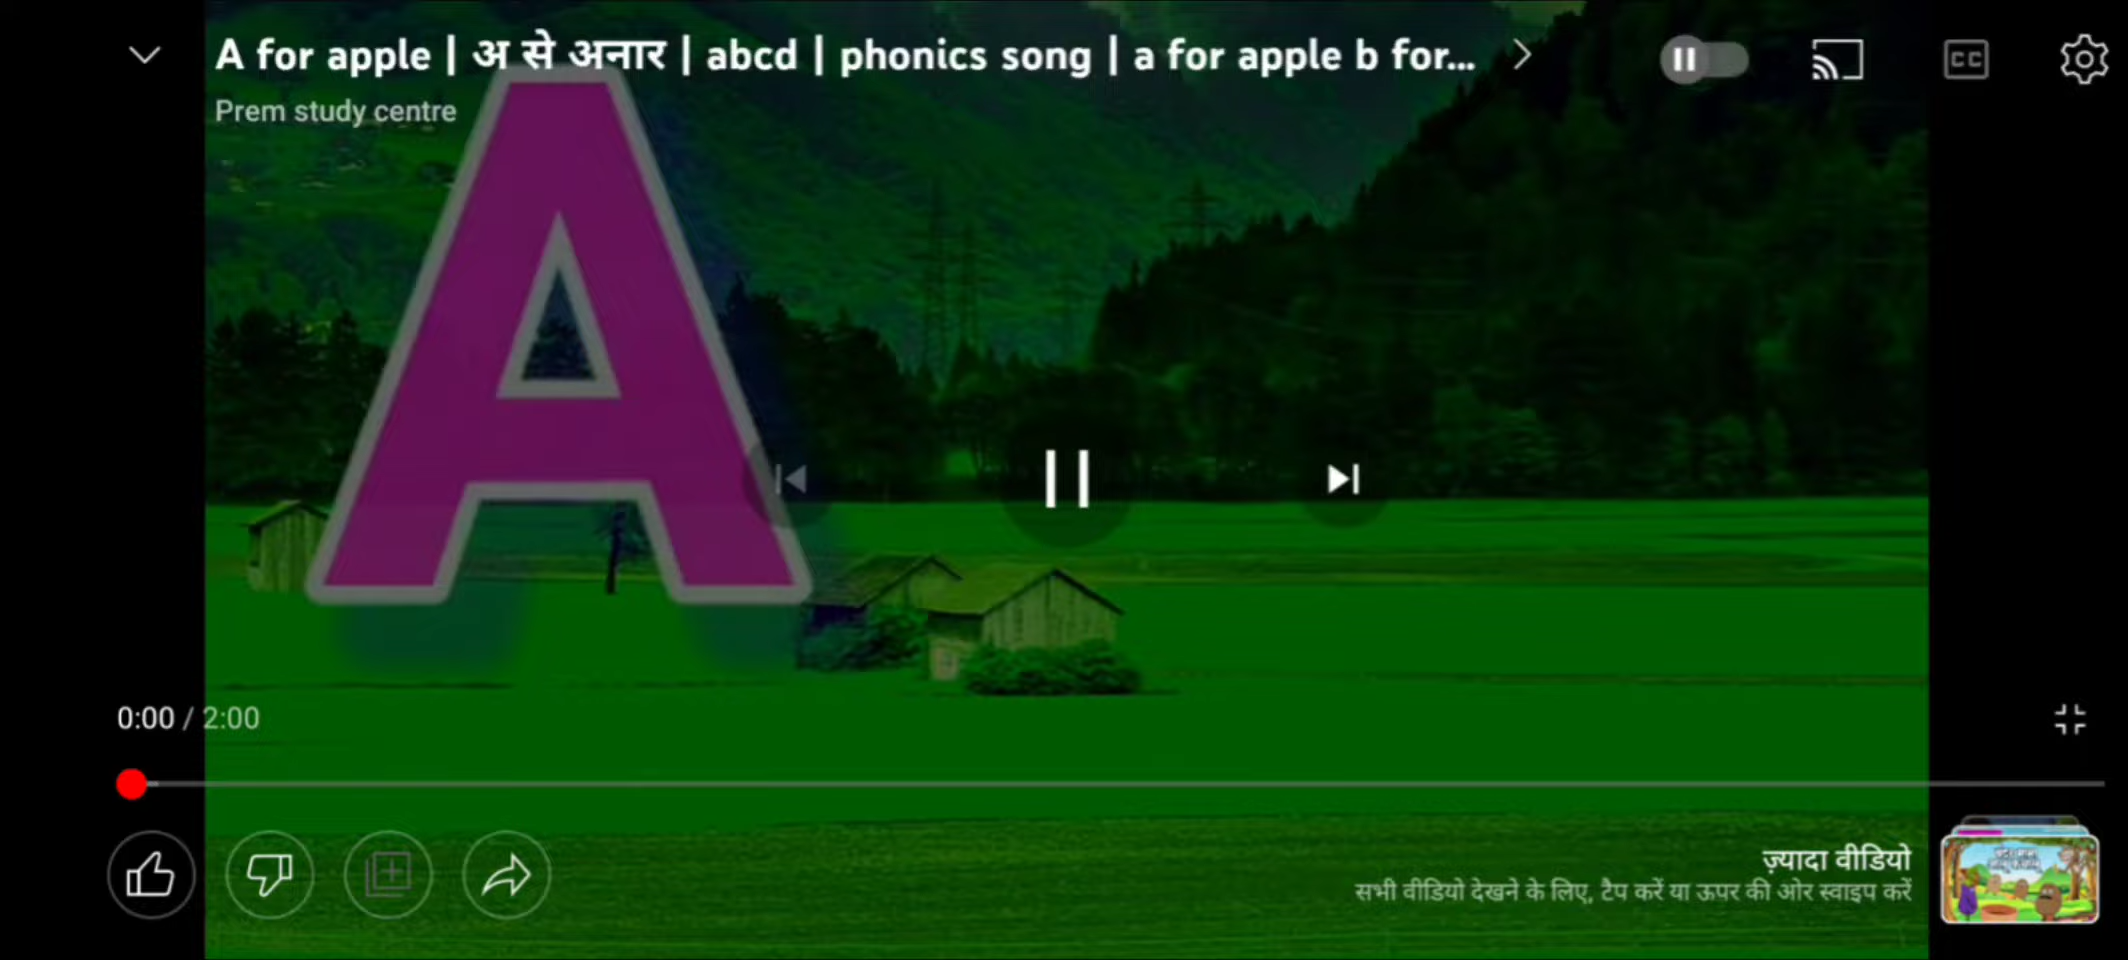 A for apple | अ से अनार | abcd | phonics song | a for apple b for...
Prem study centre
CC
A
0:00 / 2:00
ज़्यादा वीडियो
सभी वीडियो देखने के लिए, टैप करें या ऊपर की ओर स्वाइप करें